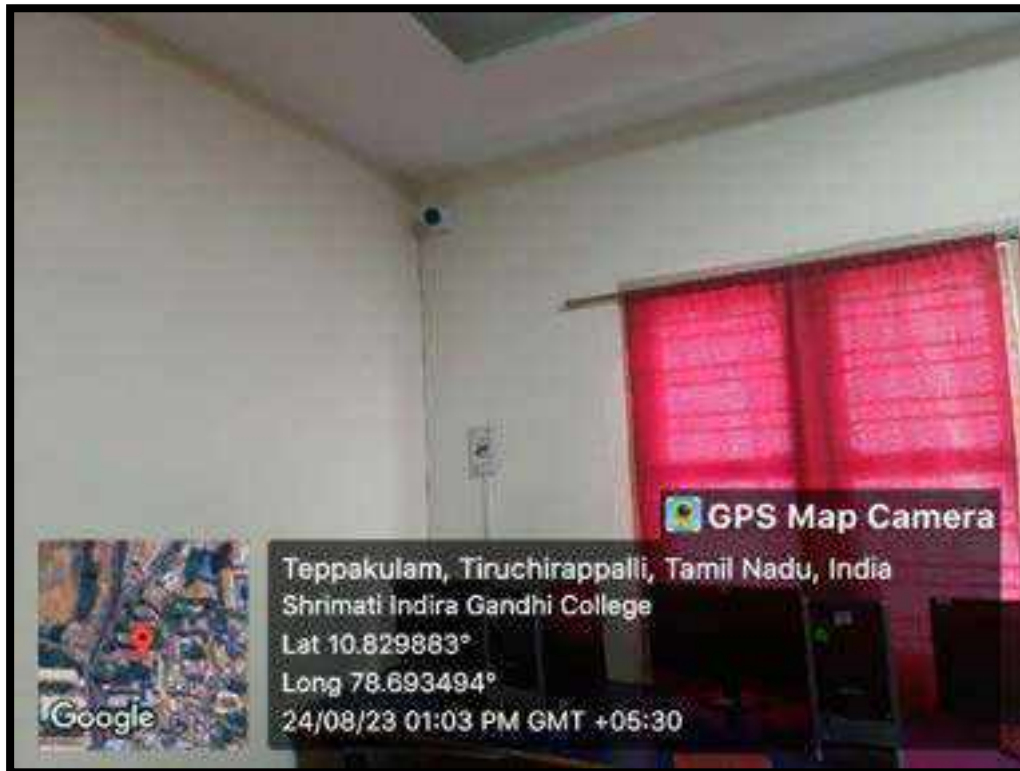 GPS Map Camera
Teppakulam, Tiruchirappalli, Tamil Nadu, India
Shrimati Indira Gandhi College
Lat 10.829883°
Long 78.693494°
24/08/23 01:03 PM GMT +05:30
Google